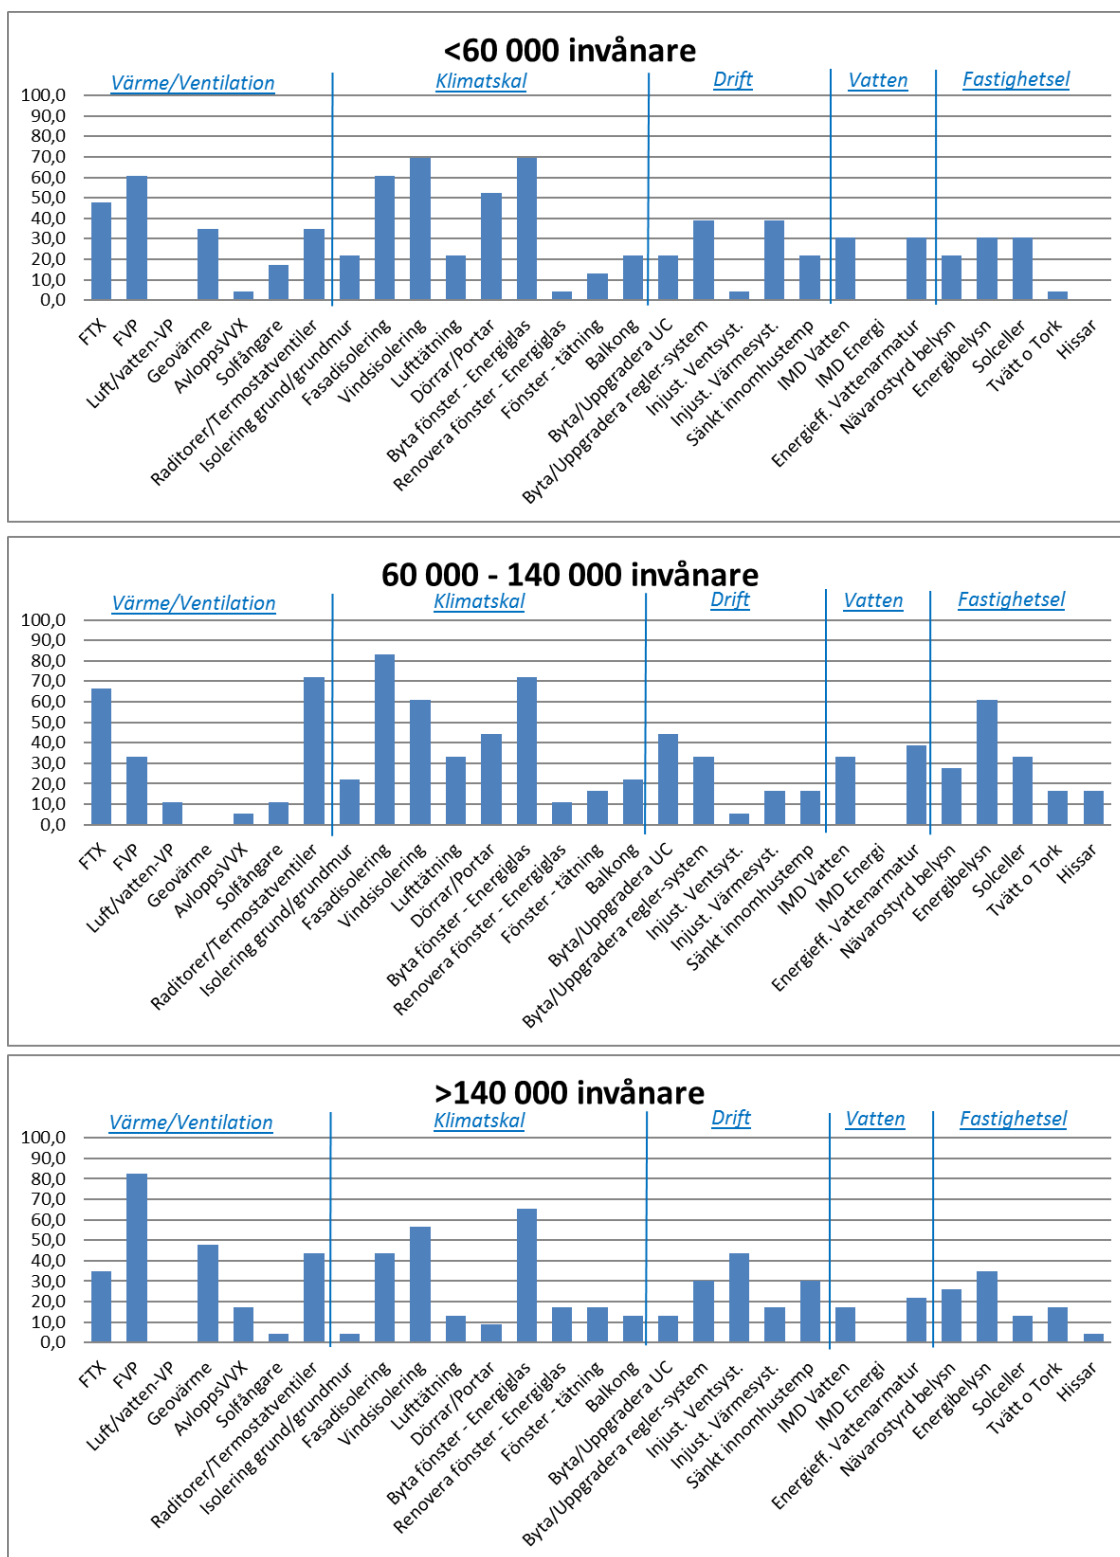 <60 000 invånare
Värme/Ventilation Klimatskal Drift Vatten Fastighetsel
100,0
90,0
80,0
70,0
60,0
50,0
40,0
30,0
20,0
10,0
0,0
FTX
FVP
Luft/vatten-VP
Geovärme
AvloppsVVX
Solfångare
Raditorer/Termostatventiler
Isolering grund/grundmur
Fasadisolering
Vindsisolering
Lufttätning
Dörrar/Portar
Byta fönster - Energiglas
Renovera fönster - Energiglas
Fönster - tätning
Balkong
Byta/Uppgradera UC
Byta/Uppgradera regler-system
Injust. Ventsyst.
Injust. Värmesyst.
Sänkt innomhustemp
IMD Vatten
IMD Energi
Energieff. Vattenarmatur
Nävarostyrd belysn
Energibelysn
Solceller
Tvätt o Tork
Hissar
60 000 - 140 000 invånare
Värme/Ventilation Klimatskal Drift Vatten Fastighetsel
100,0
90,0
80,0
70,0
60,0
50,0
40,0
30,0
20,0
10,0
0,0
FTX
FVP
Luft/vatten-VP
Geovärme
AvloppsVVX
Solfångare
Raditorer/Termostatventiler
Isolering grund/grundmur
Fasadisolering
Vindsisolering
Lufttätning
Dörrar/Portar
Byta fönster - Energiglas
Renovera fönster - Energiglas
Fönster - tätning
Balkong
Byta/Uppgradera UC
Byta/Uppgradera regler-system
Injust. Ventsyst.
Injust. Värmesyst.
Sänkt innomhustemp
IMD Vatten
IMD Energi
Energieff. Vattenarmatur
Nävarostyrd belysn
Energibelysn
Solceller
Tvätt o Tork
Hissar
>140 000 invånare
Värme/Ventilation Klimatskal Drift Vatten Fastighetsel
100,0
90,0
80,0
70,0
60,0
50,0
40,0
30,0
20,0
10,0
0,0
FTX
FVP
Luft/vatten-VP
Geovärme
AvloppsVVX
Solfångare
Raditorer/Termostatventiler
Isolering grund/grundmur
Fasadisolering
Vindsisolering
Lufttätning
Dörrar/Portar
Byta fönster - Energiglas
Renovera fönster - Energiglas
Fönster - tätning
Balkong
Byta/Uppgradera UC
Byta/Uppgradera regler-system
Injust. Ventsyst.
Injust. Värmesyst.
Sänkt innomhustemp
IMD Vatten
IMD Energi
Energieff. Vattenarmatur
Nävarostyrd belysn
Energibelysn
Solceller
Tvätt o Tork
Hissar